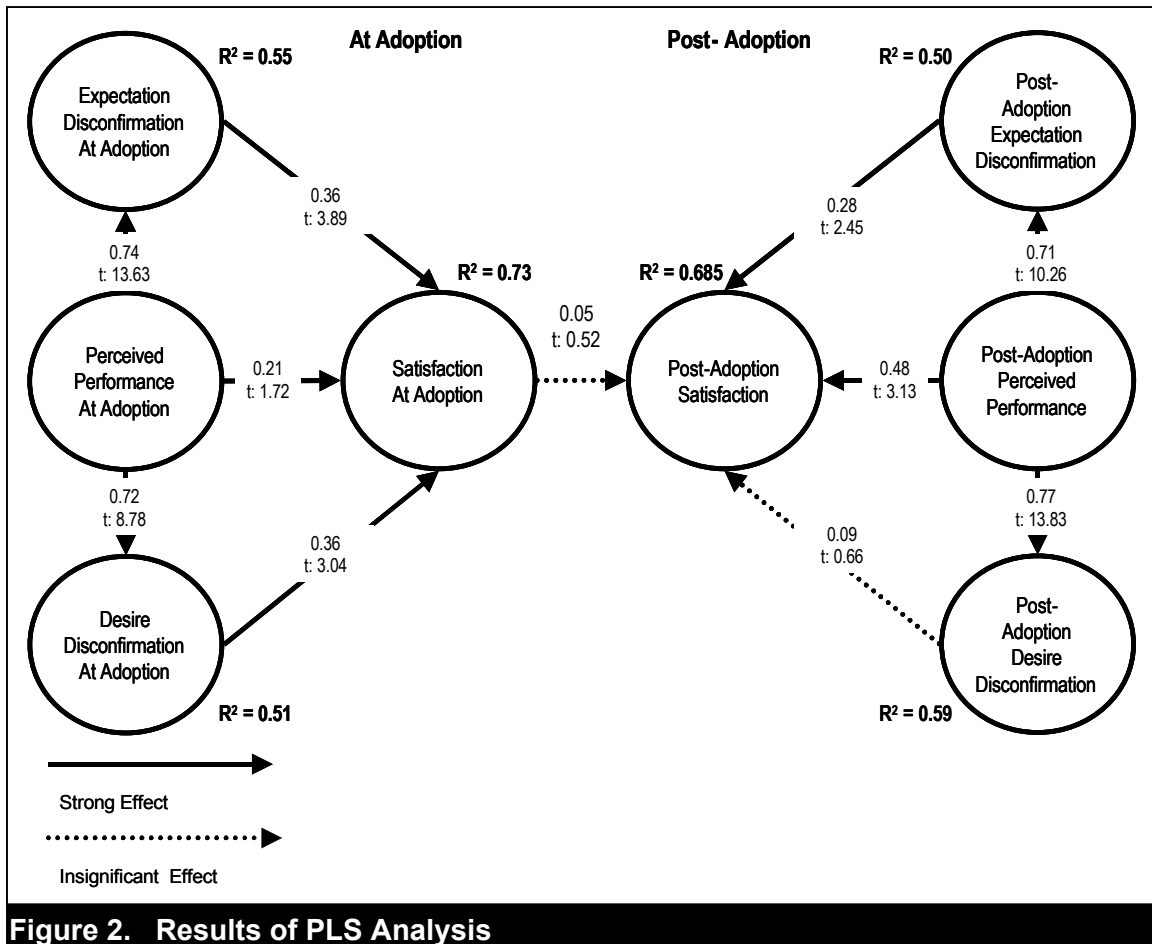 At Adoption
Post- Adoption
R² = 0.55
Expectation
Disconfirmation
At Adoption
R² = 0.50
Post-
Adoption
Expectation
Disconfirmation
0.36
t: 3.89
0.28
t: 2.45
0.74
t: 13.63
R² = 0.73
R² = 0.685
0.71
t: 10.26
Perceived
Performance
At Adoption
0.21
t: 1.72
Satisfaction
At Adoption
0.05
t: 0.52
Post-Adoption
Satisfaction
0.48
t: 3.13
Post-Adoption
Perceived
Performance
0.72
t: 8.78
0.36
t: 3.04
0.09
t: 0.66
0.77
t: 13.83
Desire
Disconfirmation
At Adoption
R² = 0.51
Post-
Adoption
Desire
Disconfirmation
R² = 0.59
Strong Effect
Insignificant Effect
Figure 2. Results of PLS Analysis